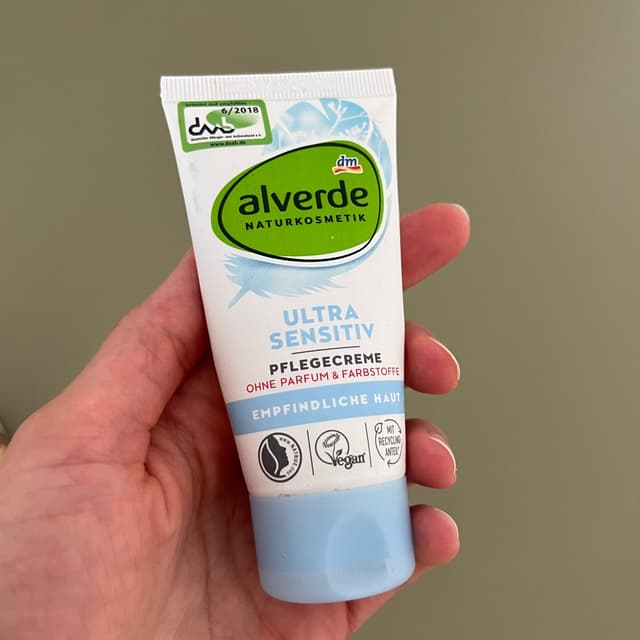 6/2018
daab
www.daab.de
dm
alverde
NATURKOSMETIK
ULTRA
SENSITIV
PFLEGECREME
OHNE PARFUM & FARBSTOFFE
EMPFINDLICHE HAUT
Vegan
MIT
RECYCLING-
ANTEIL